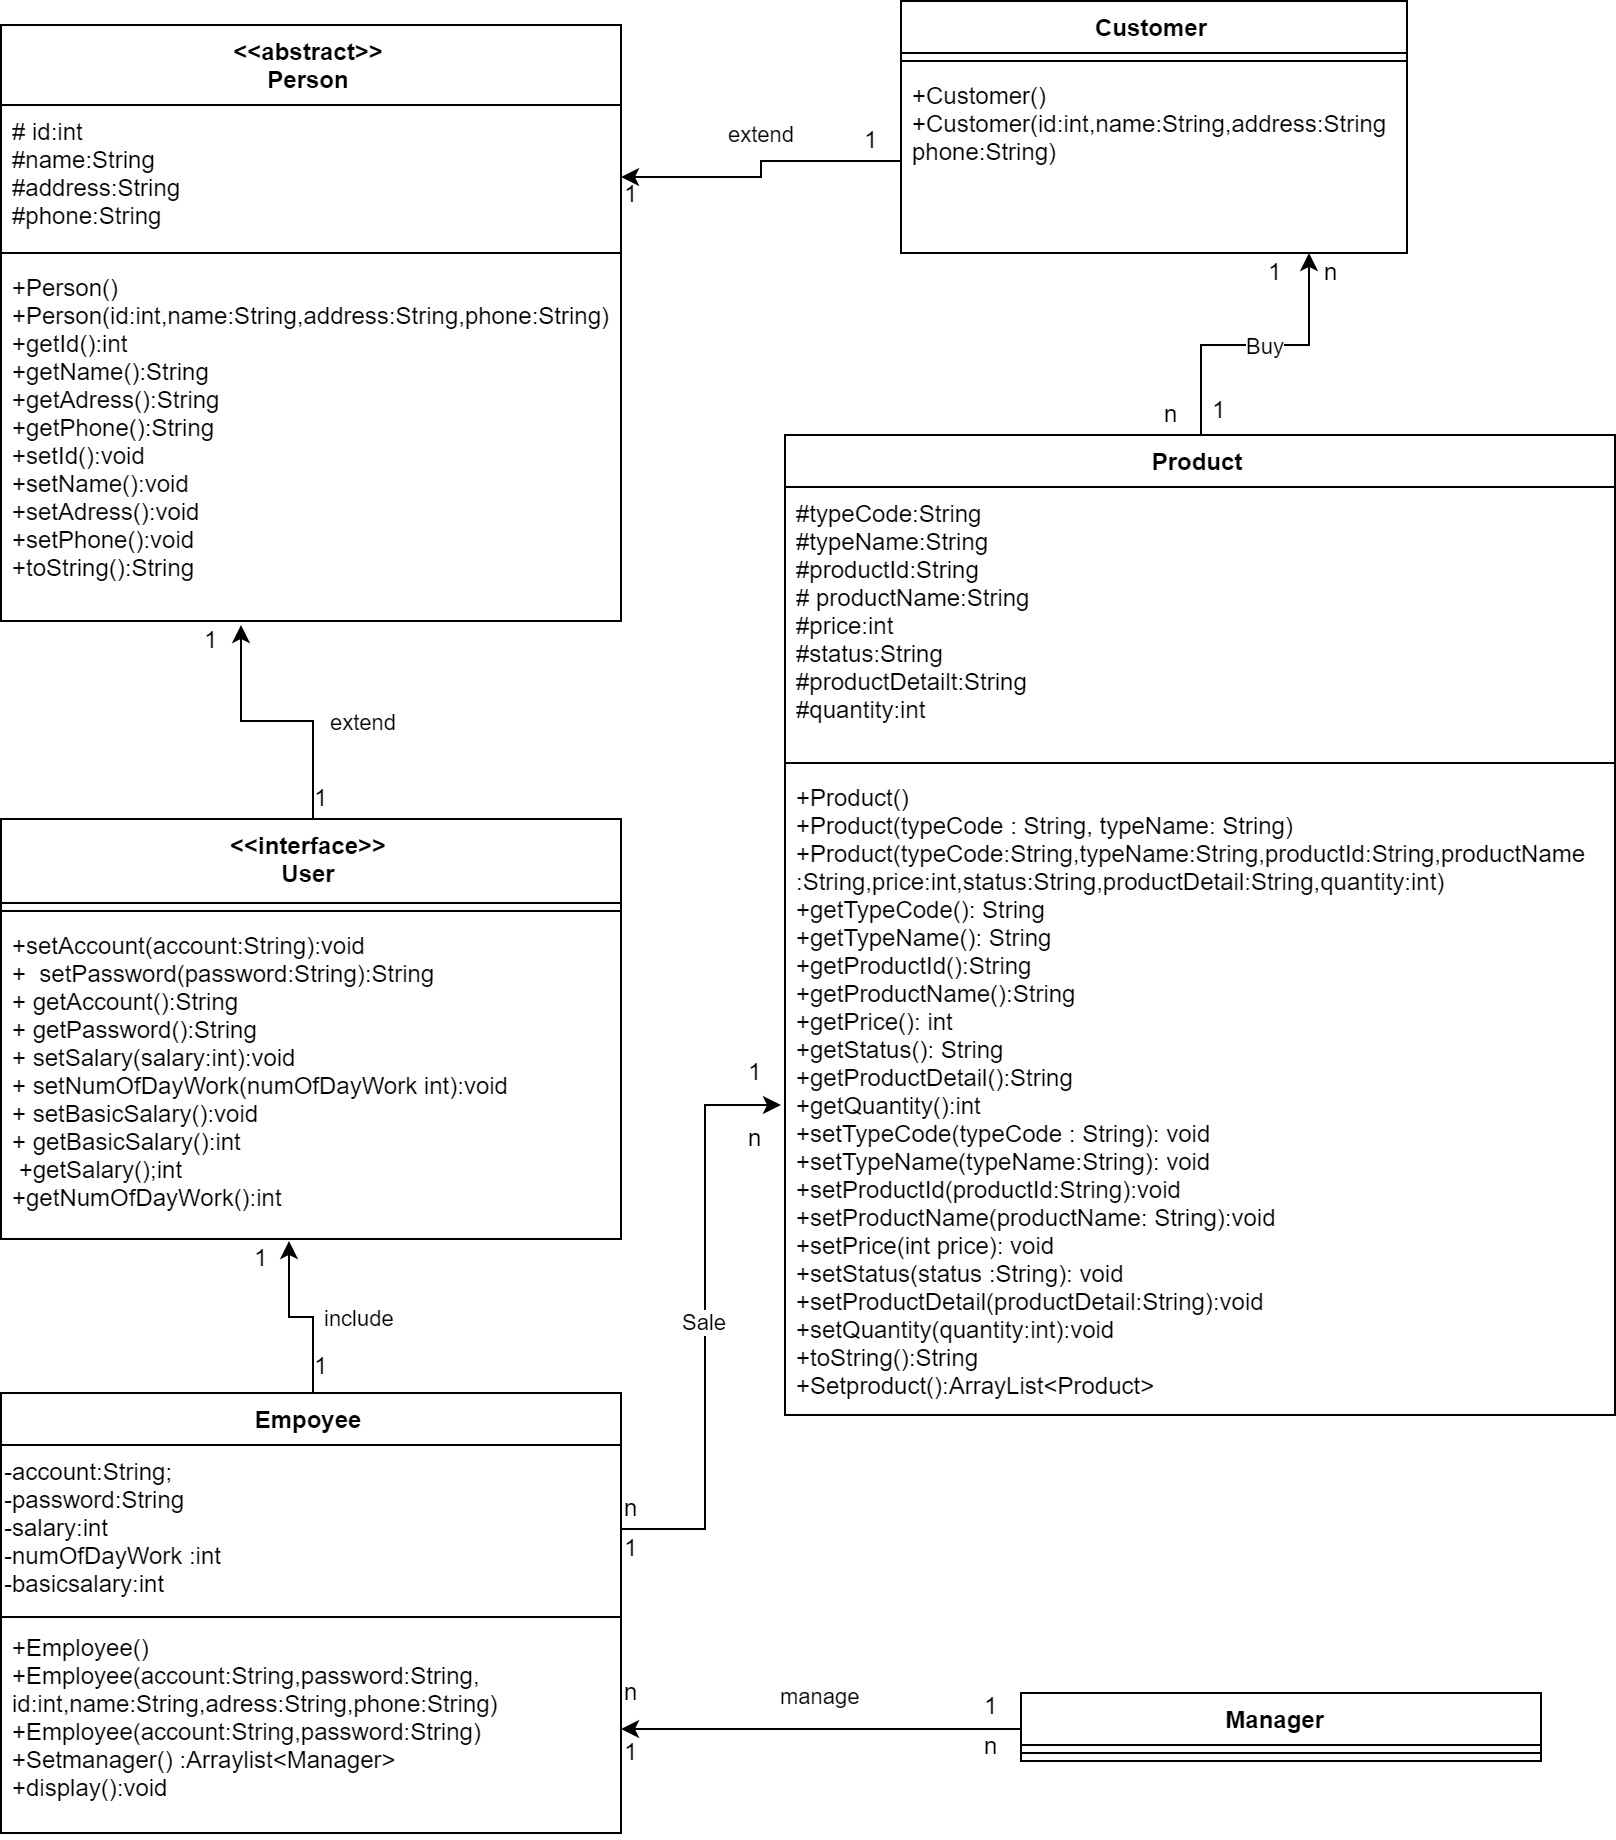 <<abstract>>
Person
# id:int
#name:String
#address:String
#phone:String
+Person()
+Person(id:int,name:String,address:String,phone:String)
+getId():int
+getName():String
+getAdress():String
+getPhone():String
+setId():void
+setName():void
+setAdress():void
+setPhone():void
+toString():String
extend
1
1
Customer
+Customer()
+Customer(id:int,name:String,address:String
phone:String)
1
n
Buy
n
1
1
extend
1
<<interface>>
User
+setAccount(account:String):void
+  setPassword(password:String):String
+ getAccount():String
+ getPassword():String
+ setSalary(salary:int):void
+ setNumOfDayWork(numOfDayWork int):void
+ setBasicSalary():void
+ getBasicSalary():int
+getSalary();int
+getNumOfDayWork():int
Product
#typeCode:String
#typeName:String
#productId:String
# productName:String
#price:int
#status:String
#productDetailt:String
#quantity:int
+Product()
+Product(typeCode : String, typeName: String)
+Product(typeCode:String,typeName:String,productId:String,productName
:String,price:int,status:String,productDetail:String,quantity:int)
+getTypeCode(): String
+getTypeName(): String
+getProductId():String
+getProductName():String
+getPrice(): int
+getStatus(): String
+getProductDetail():String
+getQuantity():int
+setTypeCode(typeCode : String): void
+setTypeName(typeName:String): void
+setProductId(productId:String):void
+setProductName(productName: String):void
+setPrice(int price): void
+setStatus(status :String): void
+setProductDetail(productDetail:String):void
+setQuantity(quantity:int):void
+toString():String
+Setproduct():ArrayList<Product>
1
n
Sale
n
1
1
include
1
Empoyee
-account:String;
-password:String
-salary:int
-numOfDayWork :int
-basicsalary:int
+Employee()
+Employee(account:String,password:String,
id:int,name:String,adress:String,phone:String)
+Employee(account:String,password:String)
+Setmanager() :Arraylist<Manager>
+display():void
n
1
manage
1
n
Manager